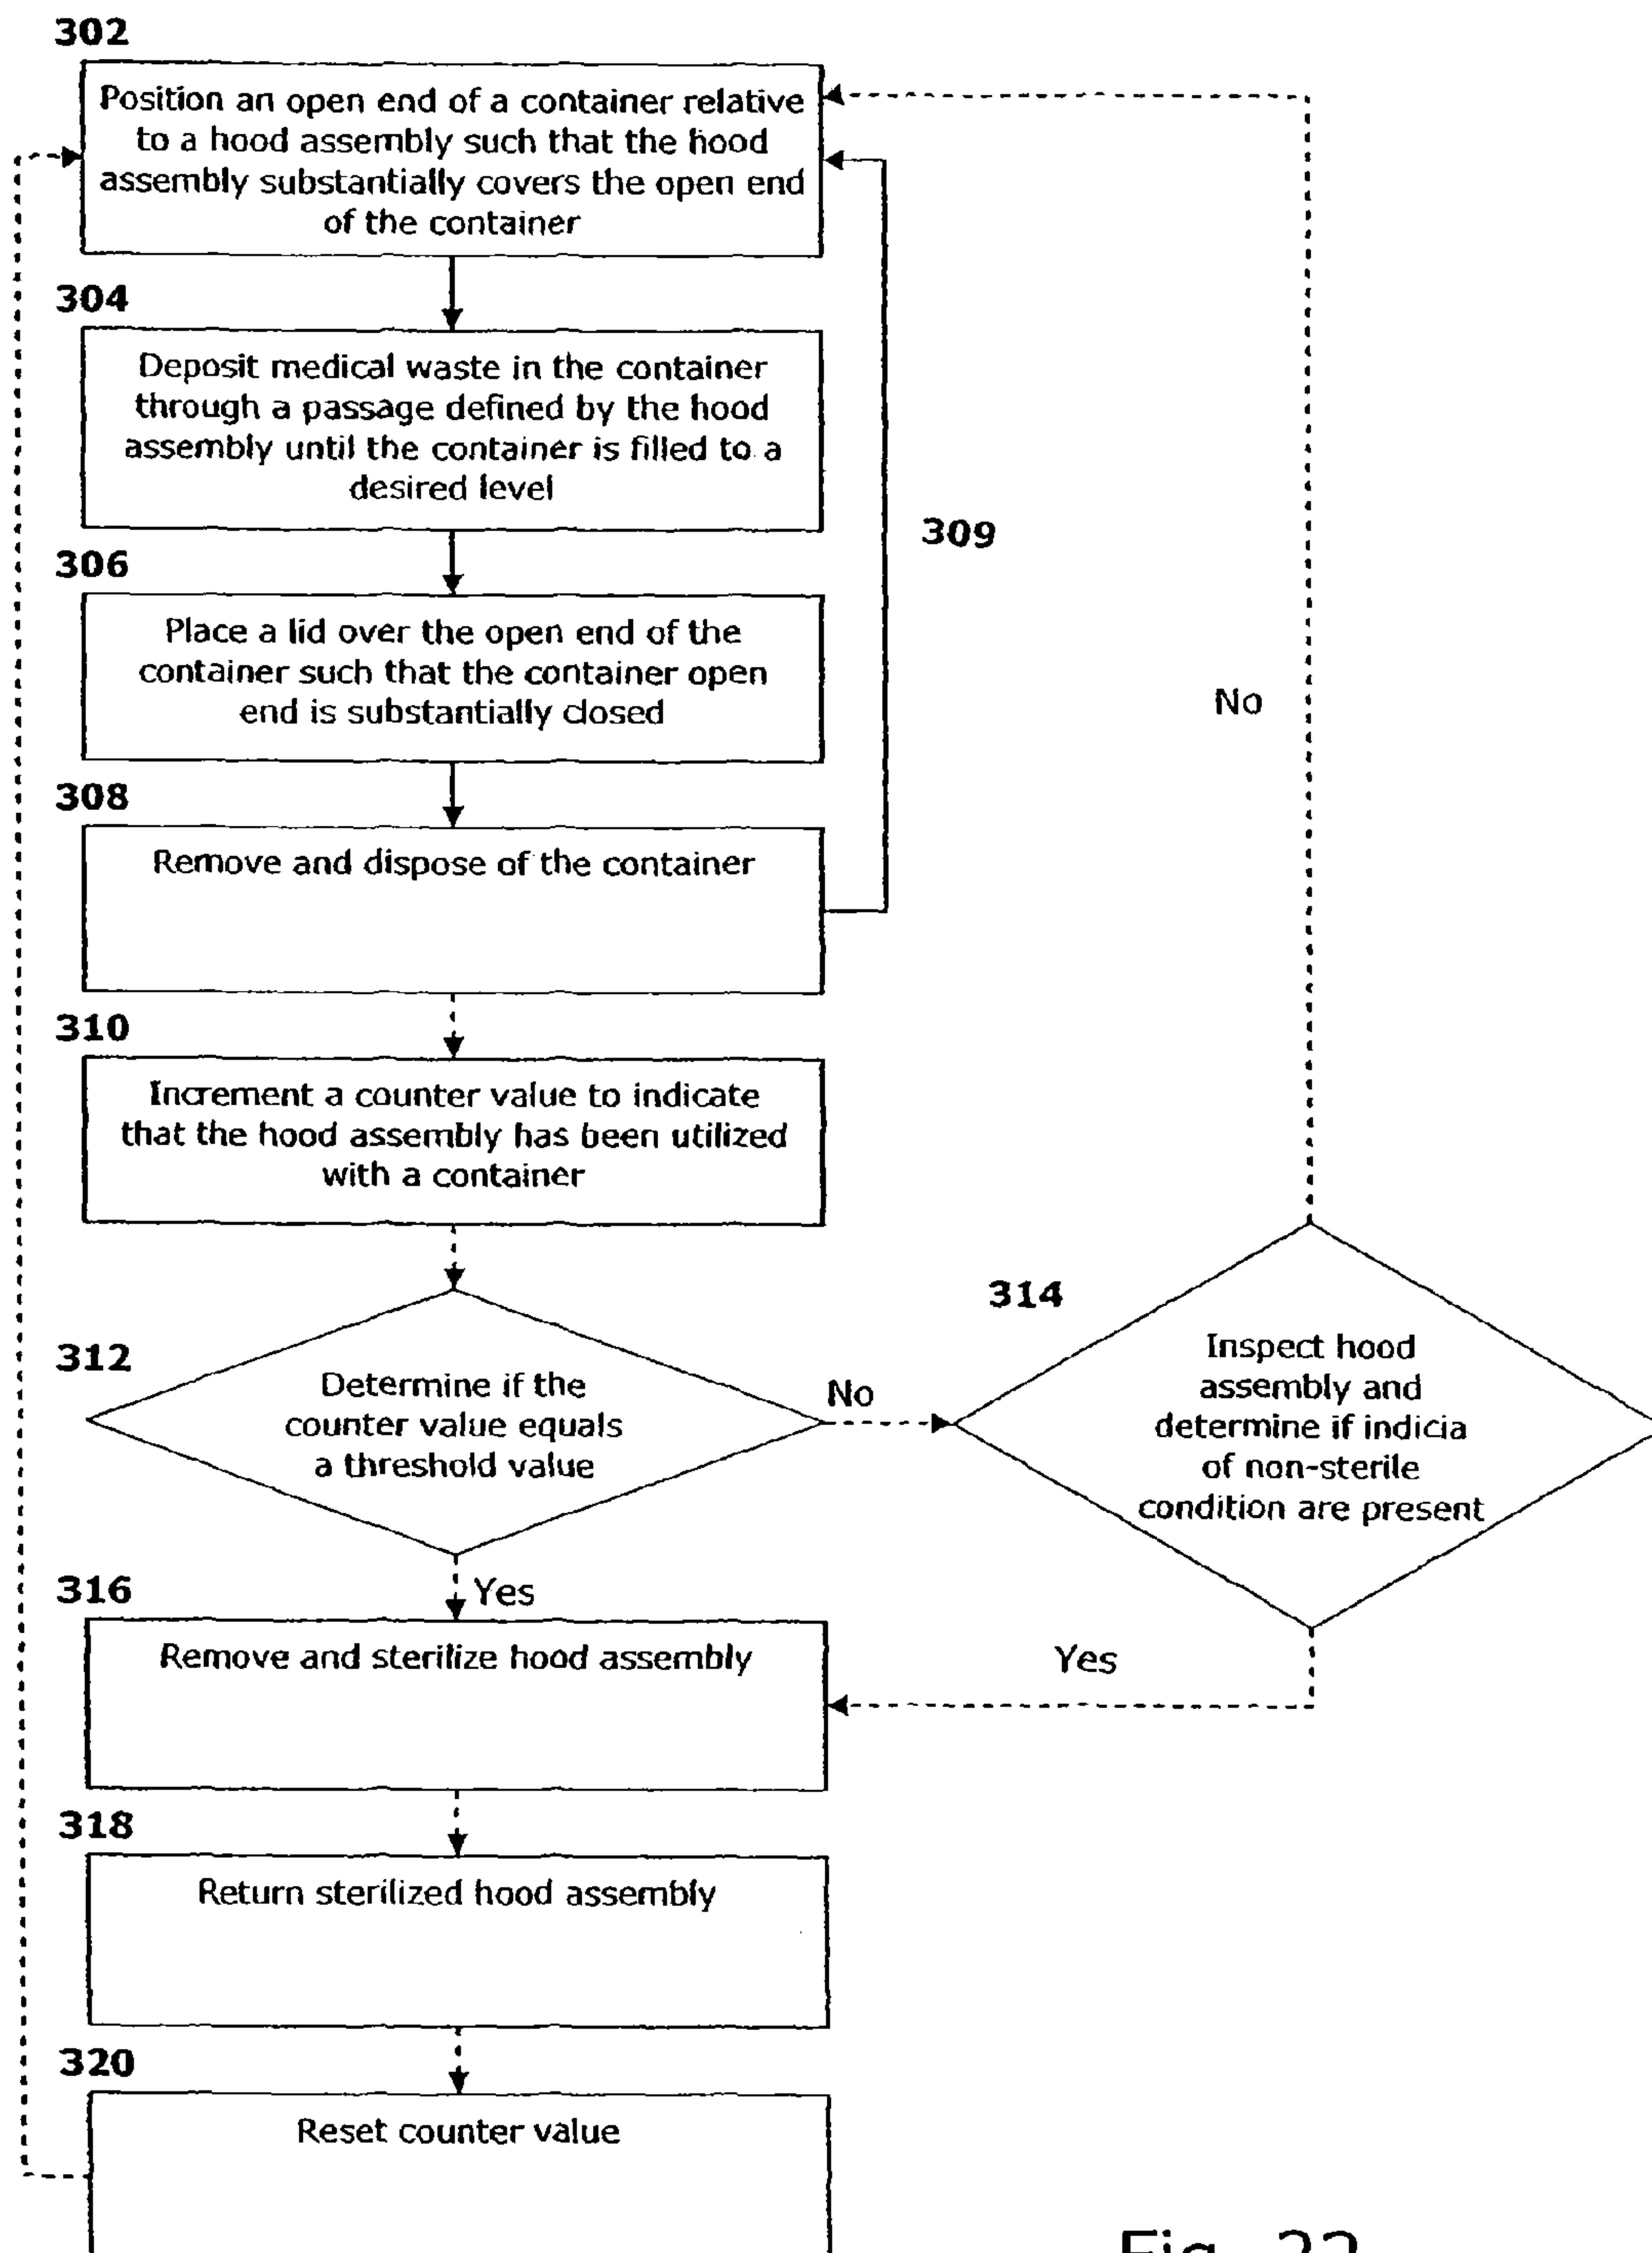 302
Position an open end of a container relative
to a hood assembly such that the hood
assembly substantially covers the open end
of the container
304
Deposit medical waste in the container
through a passage defined by the hood
assembly until the container is filled to a
desired level
309
306
Place a lid over the open end of the
container such that the container open
end is substantially closed
No
308
Remove and dispose of the container
310
Increment a counter value to indicate
that the hood assembly has been utilized
with a container
312
Determine if the
counter value equals
a threshold value
No
314
Inspect hood
assembly and
determine if indicia
of non-sterile
condition are present
Yes
Yes
316
Remove and sterilize hood assembly
318
Return sterilized hood assembly
320
Reset counter value